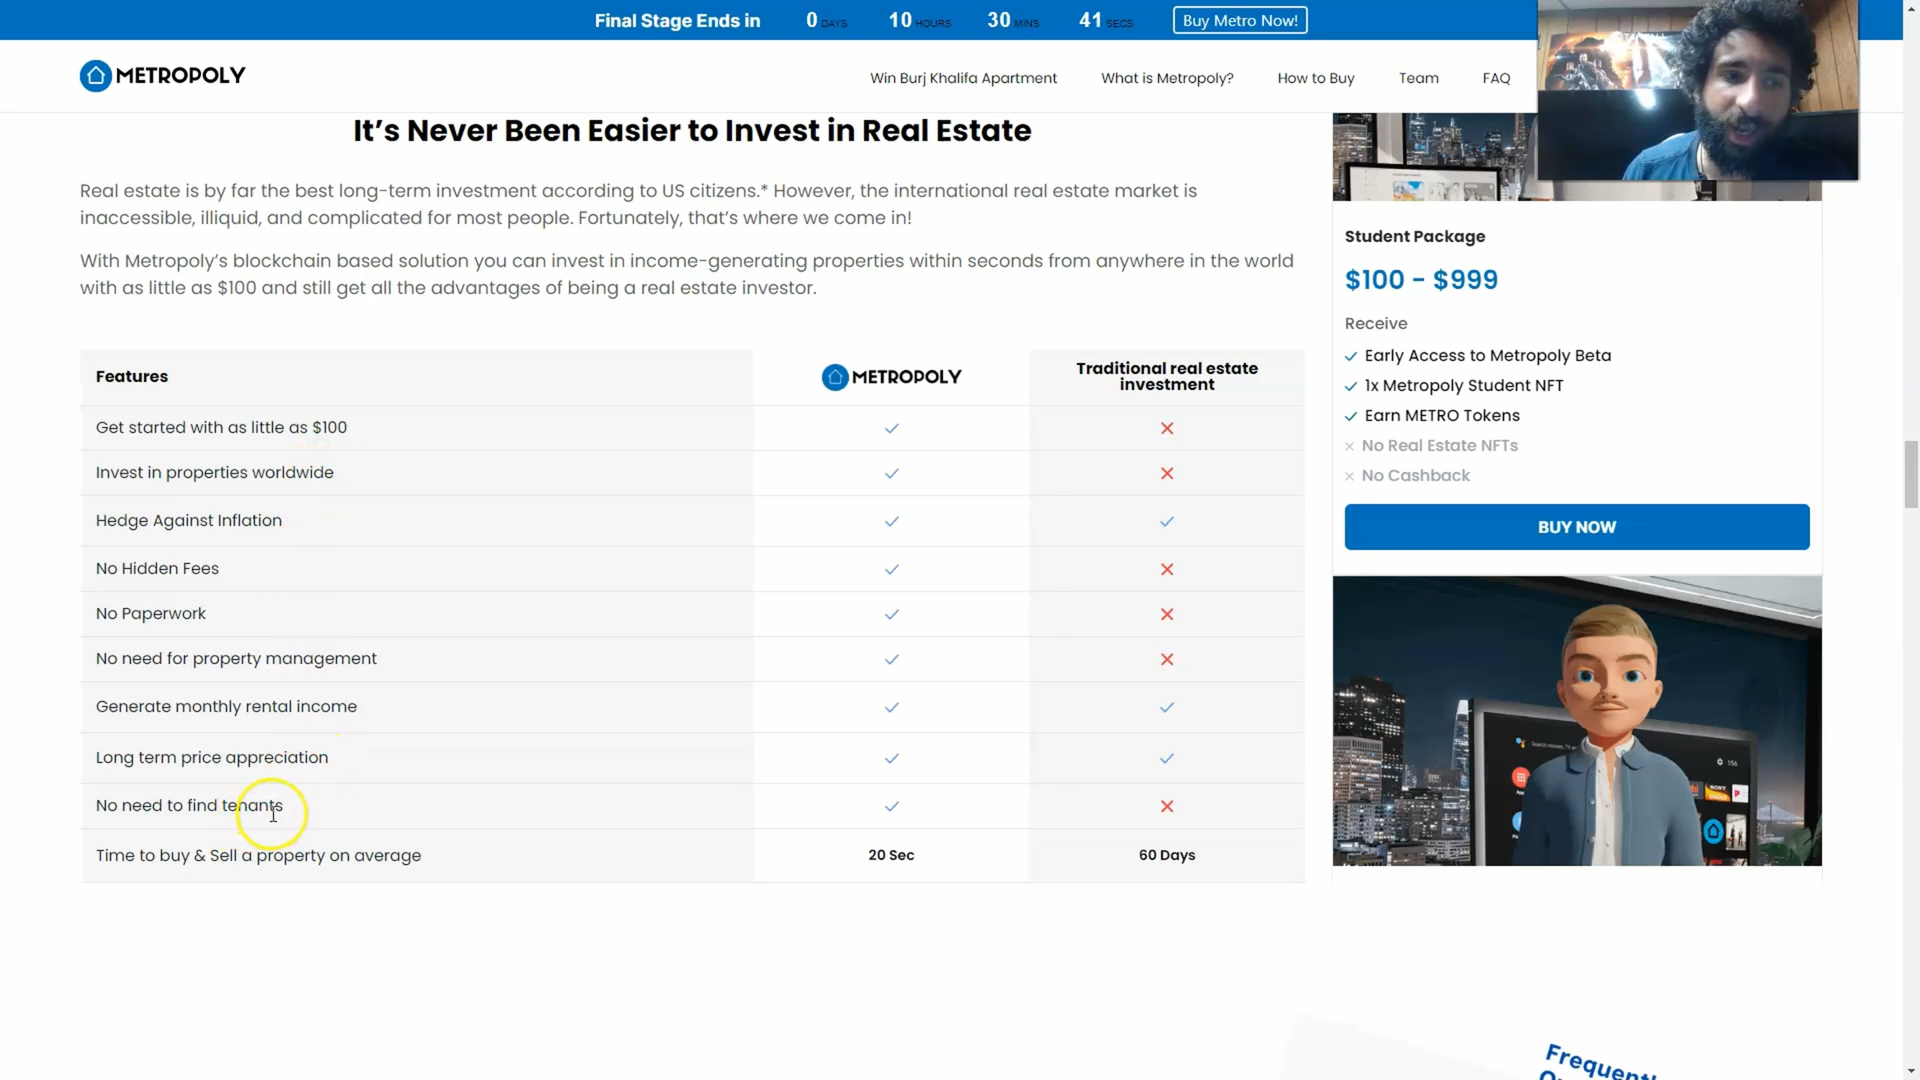 Final Stage Ends in 0 DAYS 10 HOURS 30 MINS 41 SECS Buy Metro Now!
METROPOLY
Win Burj Khalifa Apartment What is Metropoly? How to Buy Team FAQ
It's Never Been Easier to Invest in Real Estate
Real estate is by far the best long-term investment according to US citizens.* However, the international real estate market is
inaccessible, illiquid, and complicated for most people. Fortunately, that's where we come in!
With Metropoly's blockchain based solution you can invest in income-generating properties within seconds from anywhere in the world
with as little as $100 and still get all the advantages of being a real estate investor.
Features METROPOLY Traditional real estate
investment
Get started with as little as $100
Invest in properties worldwide
Hedge Against Inflation
No Hidden Fees
No Paperwork
No need for property management
Generate monthly rental income
Long term price appreciation
No need to find tenants
Time to buy & Sell a property on average 20 Sec 60 Days
Student Package
$100 - $999
Receive
Early Access to Metropoly Beta
1x Metropoly Student NFT
Earn METRO Tokens
No Real Estate NFTs
No Cashback
BUY NOW
156
SONY